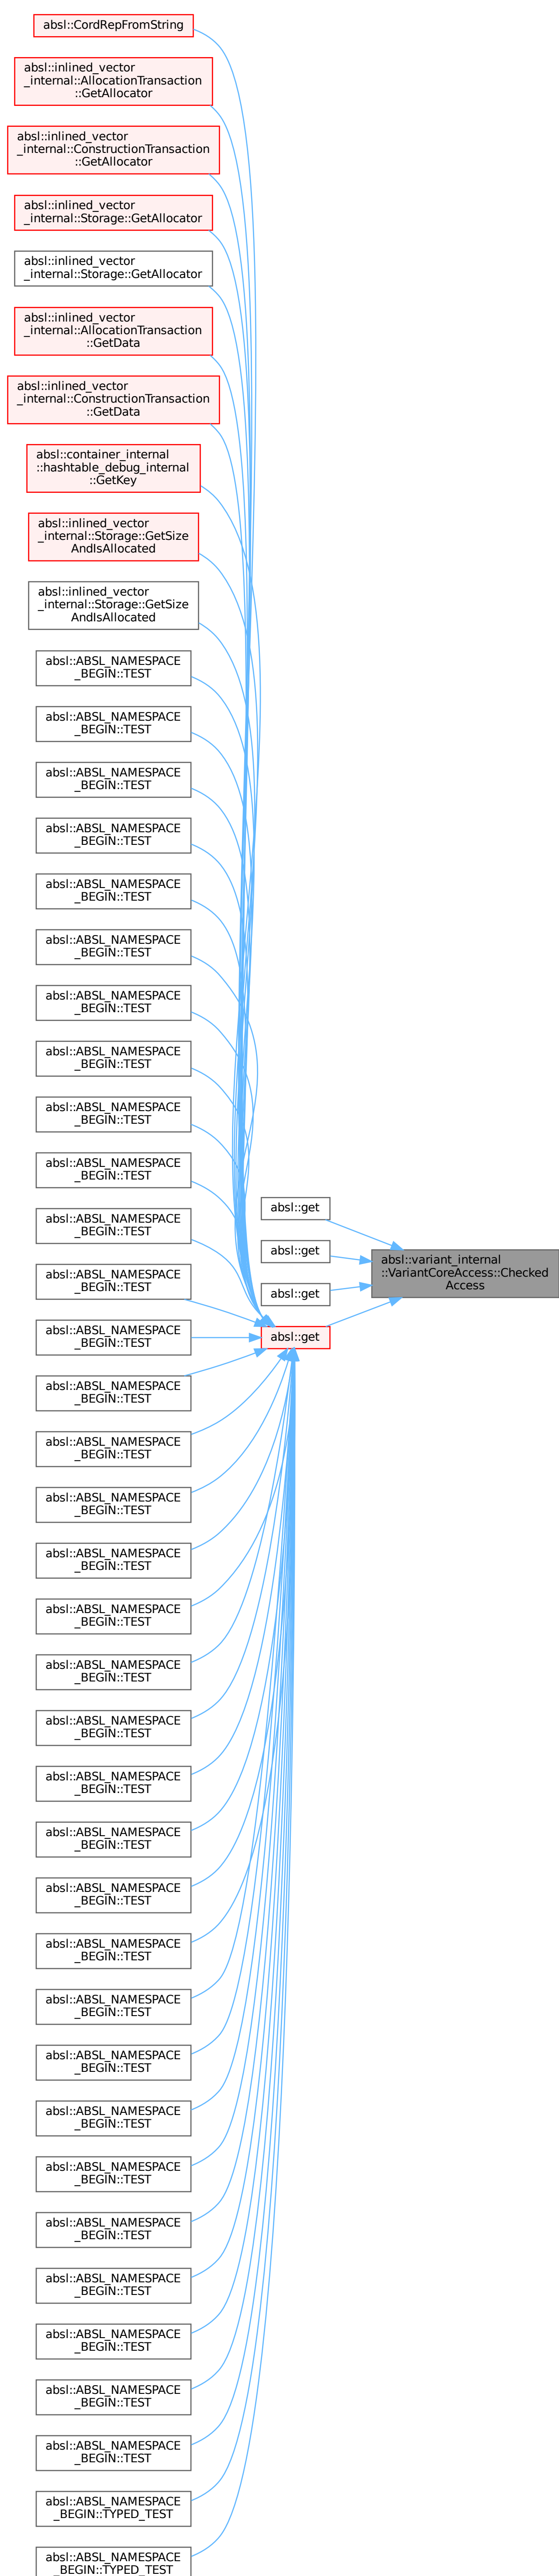 absl::CordRepFromString
absl::inlined_vector
_internal::AllocationTransaction
::GetAllocator
absl::inlined_vector
_internal::ConstructionTransaction
::GetAllocator
absl::inlined_vector
_internal::Storage::GetAllocator
absl::inlined_vector
_internal::Storage::GetAllocator
absl::inlined_vector
_internal::AllocationTransaction
::GetData
absl::inlined_vector
_internal::ConstructionTransaction
::GetData
absl::container_internal
::hashtable_debug_internal
::GetKey
absl::inlined_vector
_internal::Storage::GetSize
AndIsAllocated
absl::inlined_vector
_internal::Storage::GetSize
AndIsAllocated
absl::ABSL_NAMESPACE
_BEGIN::TEST
absl::ABSL_NAMESPACE
_BEGIN::TEST
absl::ABSL_NAMESPACE
_BEGIN::TEST
absl::ABSL_NAMESPACE
_BEGIN::TEST
absl::ABSL_NAMESPACE
_BEGIN::TEST
absl::ABSL_NAMESPACE
_BEGIN::TEST
absl::ABSL_NAMESPACE
_BEGIN::TEST
absl::ABSL_NAMESPACE
_BEGIN::TEST
absl::ABSL_NAMESPACE
_BEGIN::TEST
absl::ABSL_NAMESPACE
_BEGIN::TEST
absl::ABSL_NAMESPACE
_BEGIN::TEST
absl::ABSL_NAMESPACE
_BEGIN::TEST
absl::ABSL_NAMESPACE
_BEGIN::TEST
absl::ABSL_NAMESPACE
_BEGIN::TEST
absl::ABSL_NAMESPACE
_BEGIN::TEST
absl::ABSL_NAMESPACE
_BEGIN::TEST
absl::ABSL_NAMESPACE
_BEGIN::TEST
absl::ABSL_NAMESPACE
_BEGIN::TEST
absl::ABSL_NAMESPACE
_BEGIN::TEST
absl::ABSL_NAMESPACE
_BEGIN::TEST
absl::ABSL_NAMESPACE
_BEGIN::TEST
absl::ABSL_NAMESPACE
_BEGIN::TEST
absl::ABSL_NAMESPACE
_BEGIN::TEST
absl::ABSL_NAMESPACE
_BEGIN::TEST
absl::ABSL_NAMESPACE
_BEGIN::TEST
absl::ABSL_NAMESPACE
_BEGIN::TEST
absl::ABSL_NAMESPACE
_BEGIN::TEST
absl::ABSL_NAMESPACE
_BEGIN::TEST
absl::ABSL_NAMESPACE
_BEGIN::TEST
absl::ABSL_NAMESPACE
_BEGIN::TEST
absl::ABSL_NAMESPACE
_BEGIN::TEST
absl::ABSL_NAMESPACE
_BEGIN::TEST
absl::ABSL_NAMESPACE
_BEGIN::TEST
absl::ABSL_NAMESPACE
_BEGIN::TYPED_TEST
absl::ABSL_NAMESPACE
_BEGIN::TYPED_TEST
absl::get
absl::get
absl::get
absl::get
absl::variant_internal
::VariantCoreAccess::Checked
Access